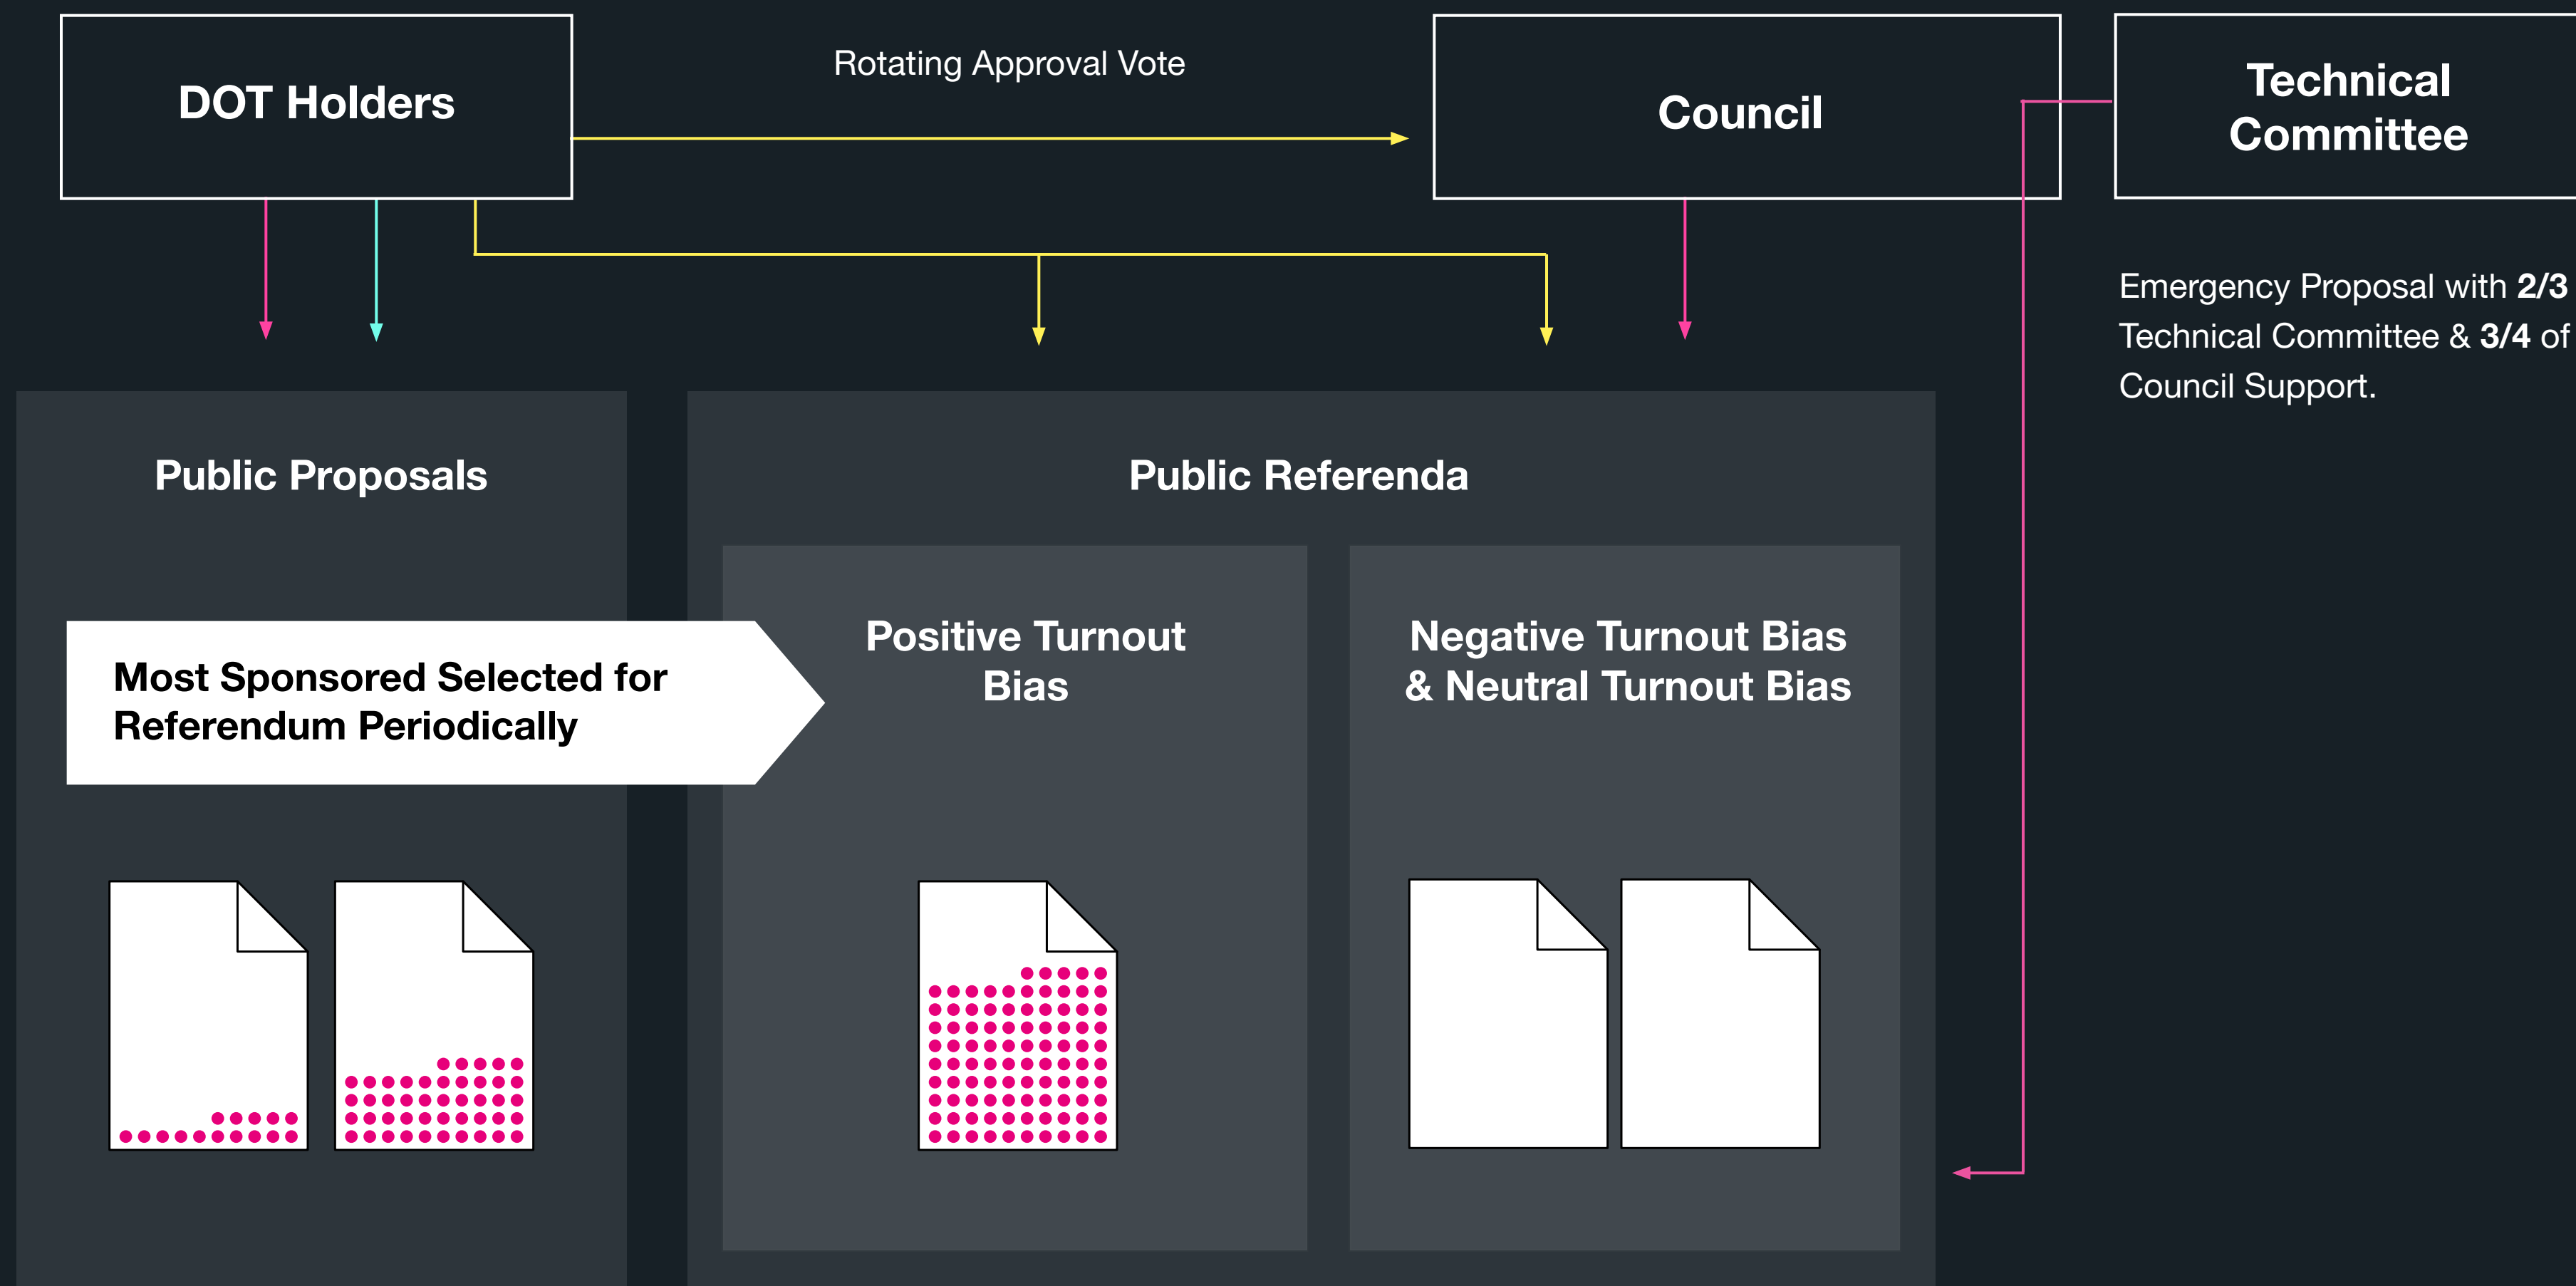 DOT Holders
Rotating Approval Vote
Council
Technical
Committee
Emergency Proposal with 2/3
Technical Committee & 3/4 of
Council Support.
Public Proposals
Public Referenda
Most Sponsored Selected for
Referendum Periodically
Positive Turnout
Bias
Negative Turnout Bias
& Neutral Turnout Bias